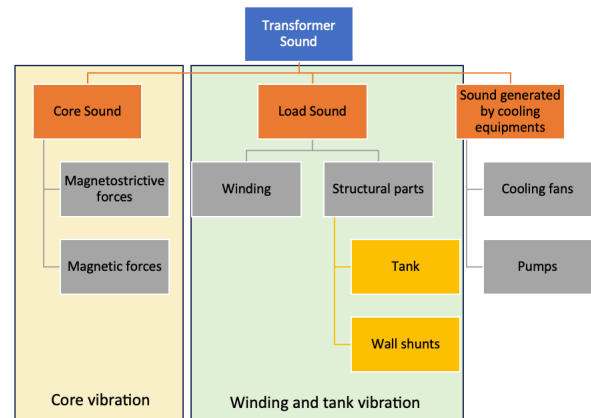 Transformer
Sound
Core Sound
Load Sound
Sound generated
by cooling
equipments
Magnetostrictive
forces
Winding
Structural parts
Cooling fans
Magnetic forces
Tank
Pumps
Wall shunts
Core vibration
Winding and tank vibration